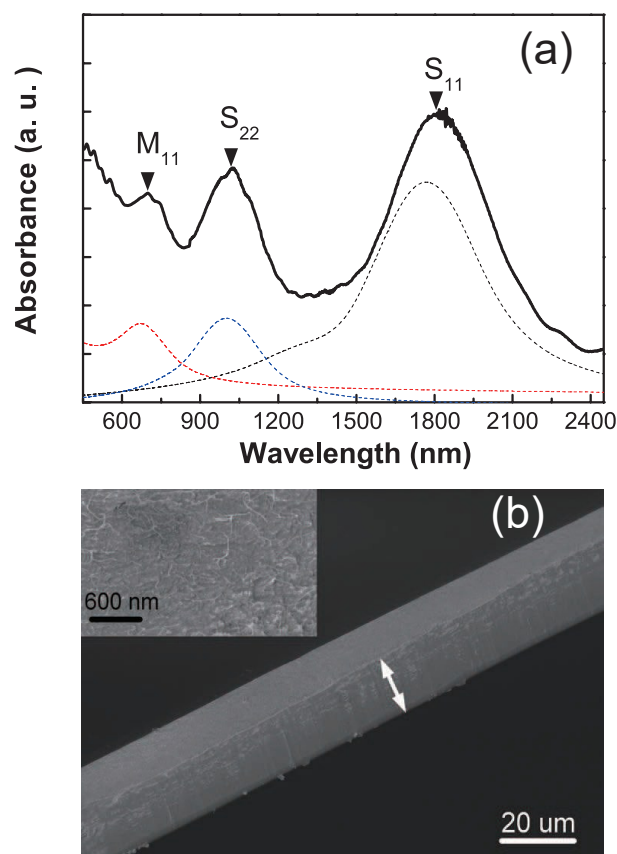 (a)
Absorbance (a. u.)
M11
S22
S11
600 900 1200 1500 1800 2100 2400
Wavelength (nm)
(b)
600 nm
20 um